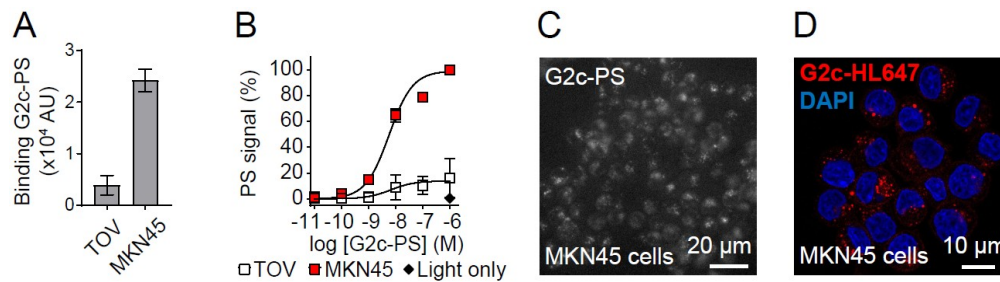 A
Binding G2c-PS
(x10⁴ AU)
3
2
1
0
TOV
MKN45
B
PS signal (%)
100
80
60
40
20
0
-11 -10 -9 -8 -7 -6
log [G2c-PS] (M)
TOV MKN45 Light only
C
G2c-PS
MKN45 cells
20 µm
D
G2c-HL647
DAPI
MKN45 cells
10 µm